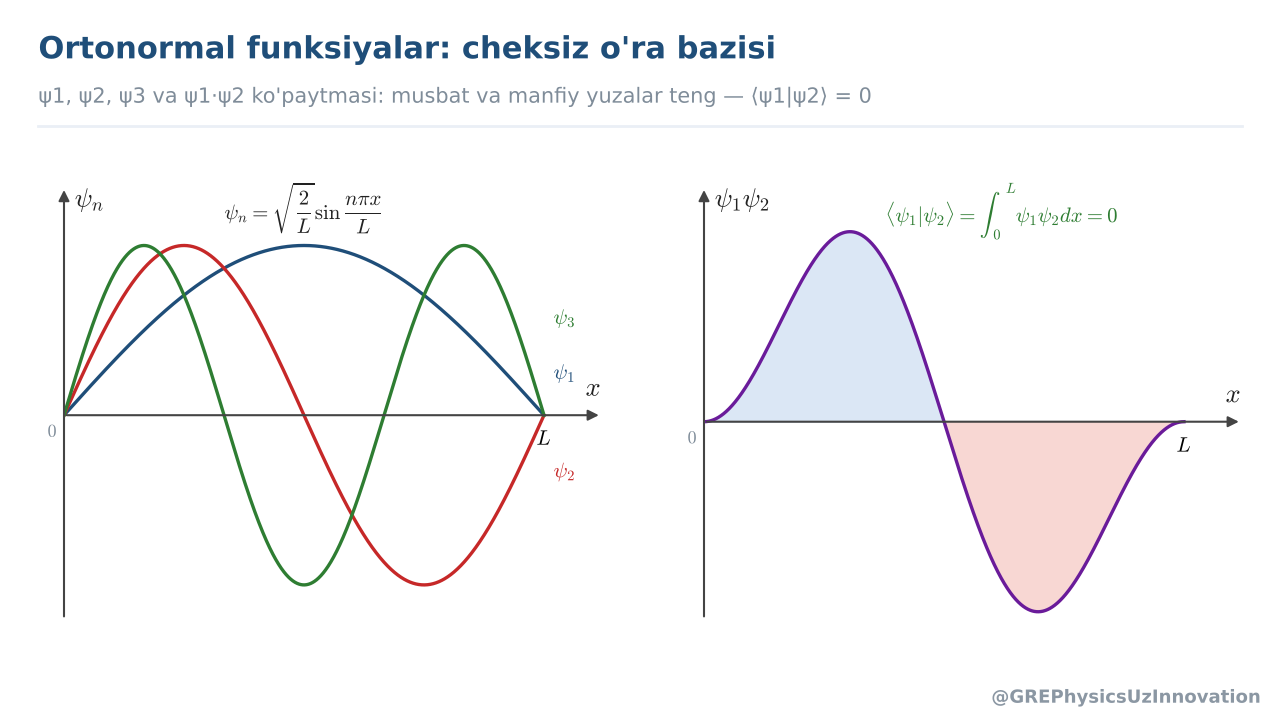 Ortonormal funksiyalar: cheksiz o'ra bazisi
ψ1, ψ2, ψ3 va ψ1·ψ2 ko'paytmasi: musbat va manfiy yuzalar teng — ⟨ψ1|ψ2⟩ = 0
ψₙ
ψₙ = √(2/L) sin nπx/L
ψ₃
ψ₁
x
0
L
ψ₂
ψ₁ψ₂
⟨ψ₁|ψ₂⟩ = ∫₀ᴸ ψ₁ψ₂dx = 0
x
0
L
@GREPhysicsUzInnovation